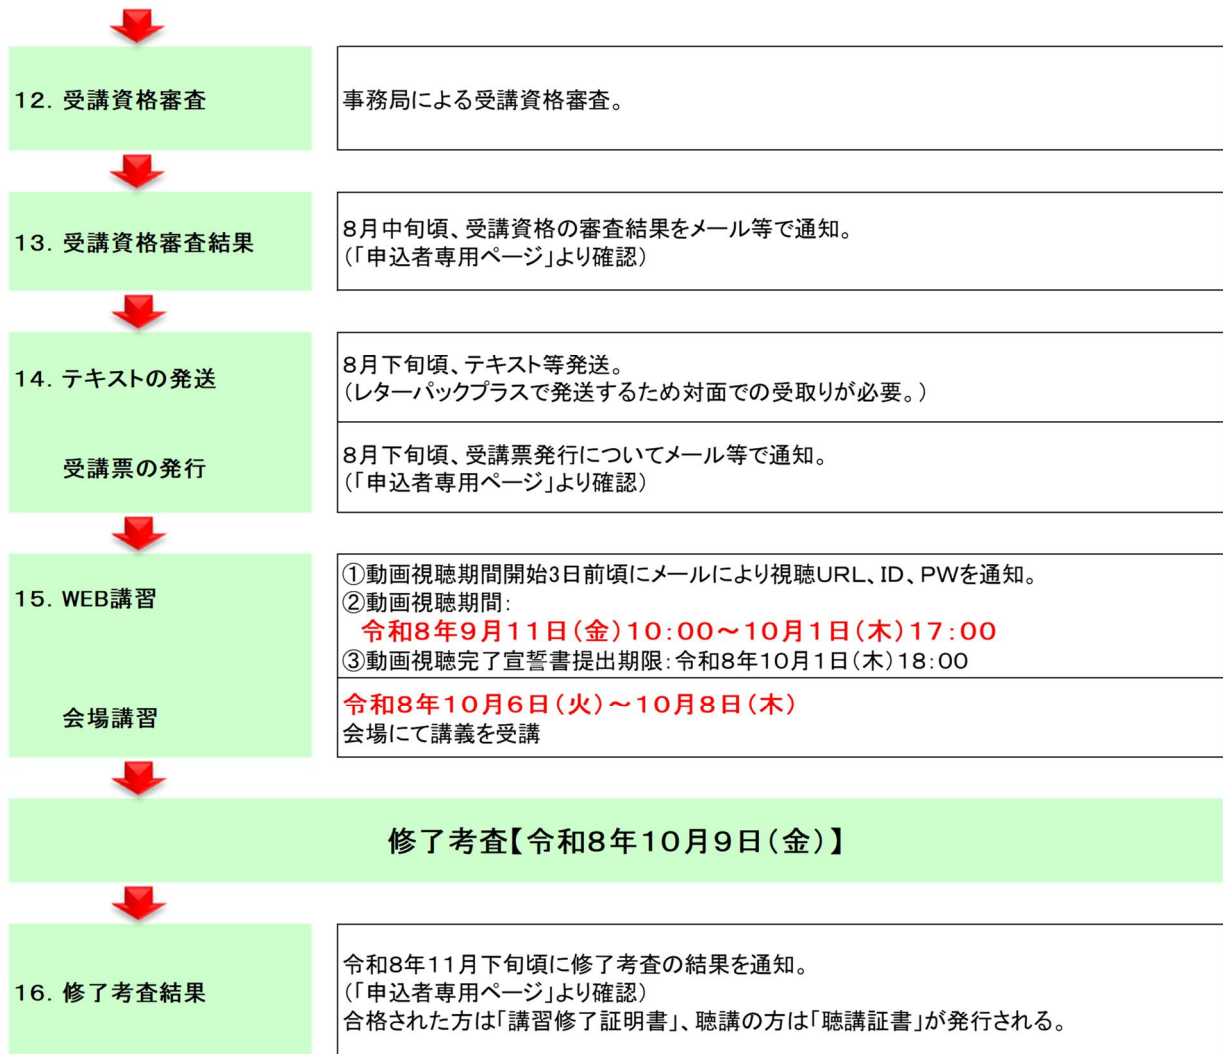 12. 受講資格審査
事務局による受講資格審査。
13. 受講資格審査結果
8月中旬頃、受講資格の審査結果をメール等で通知。
(「申込者専用ページ」より確認)
14. テキストの発送
8月下旬頃、テキスト等発送。
(レターパックプラスで発送するため対面での受取りが必要。)
受講票の発行
8月下旬頃、受講票発行についてメール等で通知。
(「申込者専用ページ」より確認)
15. WEB講習
①動画視聴期間開始3日前頃にメールにより視聴URL、ID、PWを通知。
②動画視聴期間:
令和8年9月11日(金)10:00~10月1日(木)17:00
③動画視聴完了宣誓書提出期限:令和8年10月1日(木)18:00
会場講習
令和8年10月6日(火)~10月8日(木)
会場にて講義を受講
修了考査【令和8年10月9日(金)】
16. 修了考査結果
令和8年11月下旬頃に修了考査の結果を通知。
(「申込者専用ページ」より確認)
合格された方は「講習修了証明書」、聴講の方は「聴講証書」が発行される。